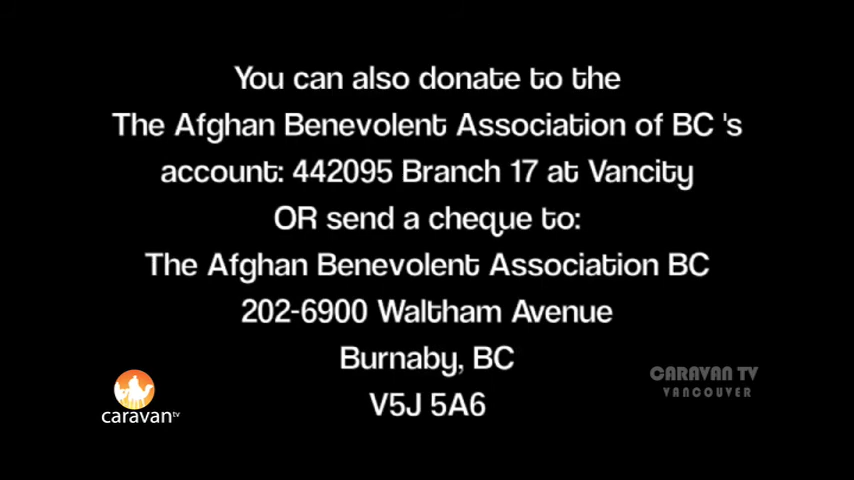 You can also donate to the
The Afghan Benevolent Association of BC 's
account: 442095 Branch 17 at Vancity
OR send a cheque to:
The Afghan Benevolent Association BC
202-6900 Waltham Avenue
Burnaby, BC
V5J 5A6
caravan tv
CARAVAN TV
VANCOUVER